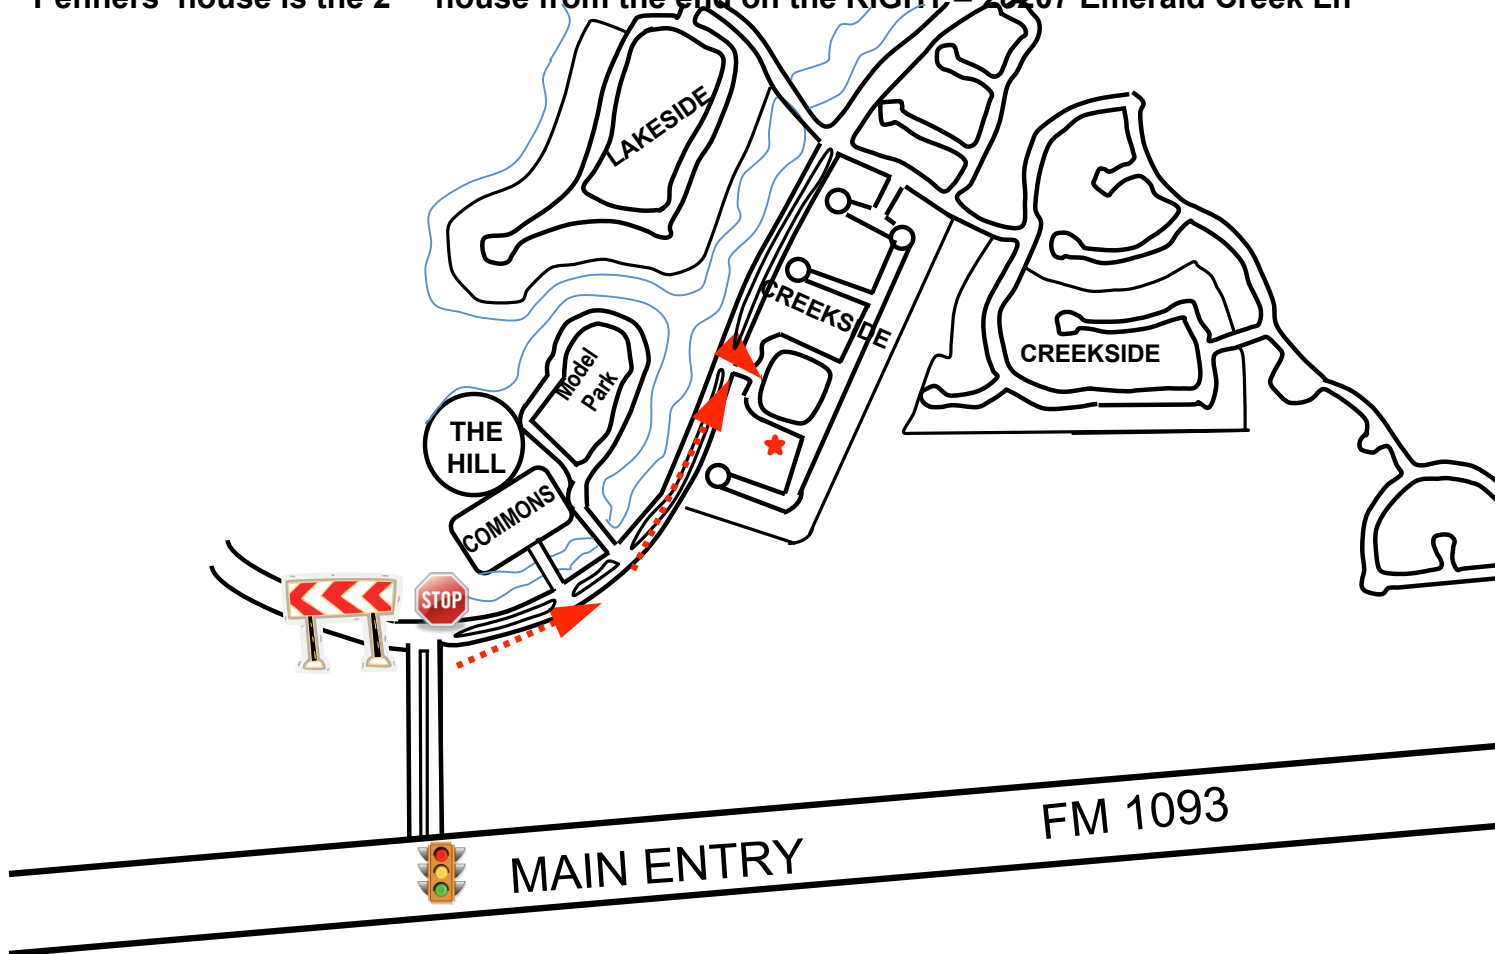 house is the 2 house from the end on the RIGHT – Emerald Creek Ln
LAKESIDE
CREEKSIDE
CREEKSIDE
Model
Park
THE
HILL
COMMONS
STOP
FM 1093
MAIN ENTRY